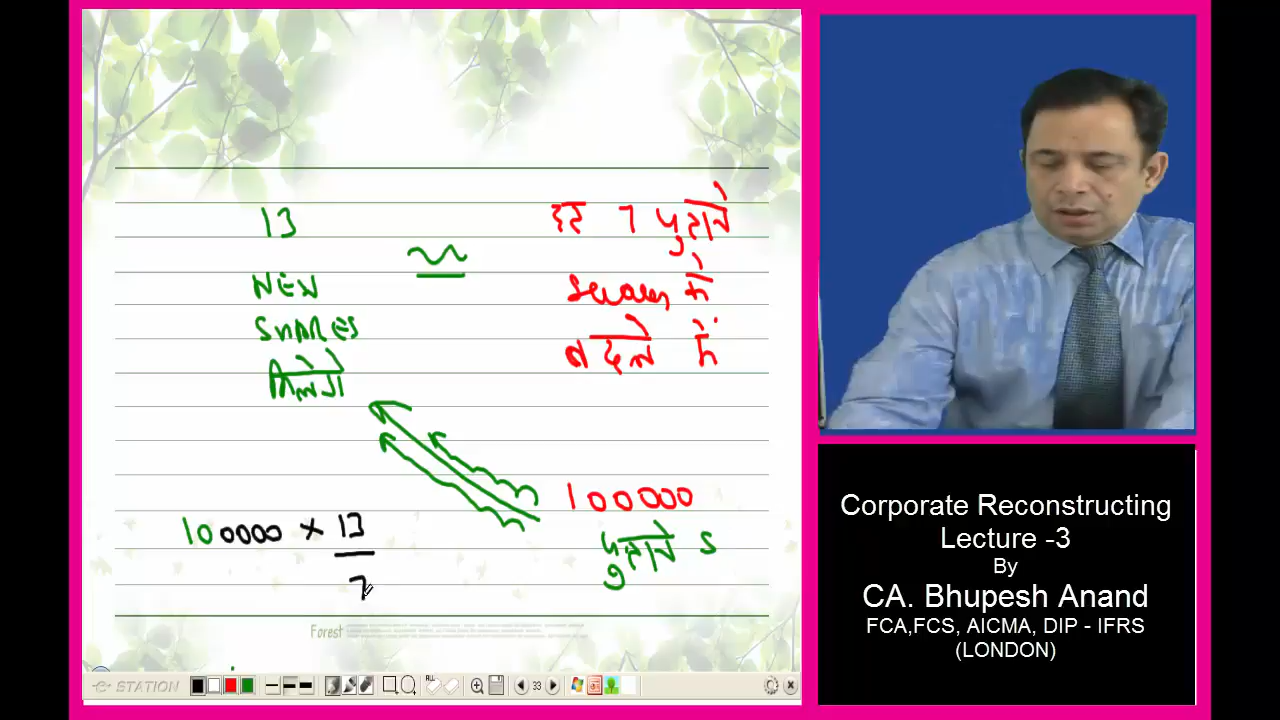 13
NEW
SHARES
मिलेंगे
हर 7 पुराने
Shares के
बदले में
100000
पुराने S
100000 × 13
7
Forest
e-STATION
33
Corporate Reconstructing
Lecture -3
By
CA. Bhupesh Anand
FCA,FCS, AICMA, DIP - IFRS
(LONDON)